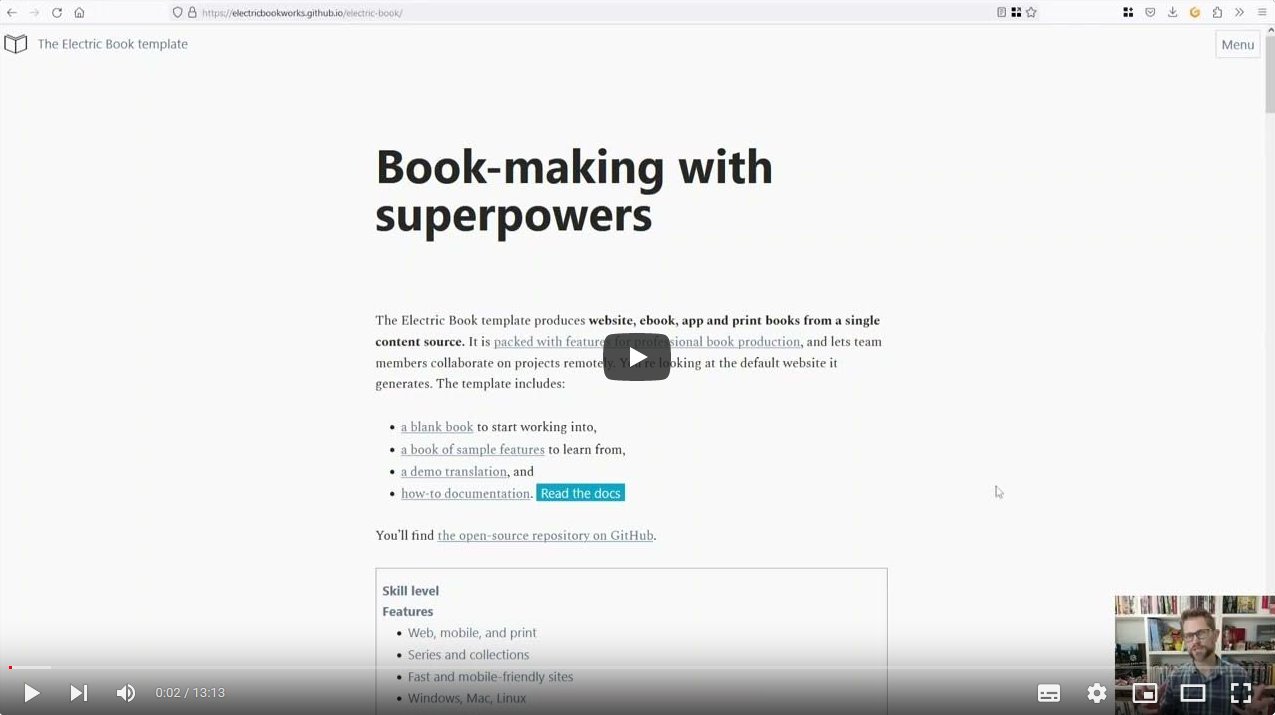 https://electricbookworks.github.io/electric-book/
The Electric Book template
Menu
Book-making with
superpowers
The Electric Book template produces website, ebook, app and print books from a single
content source. It is packed with features for professional book production, and lets team
members collaborate on projects remotely. You're looking at the default website it
generates. The template includes:
• a blank book to start working into,
• a book of sample features to learn from,
• a demo translation, and
• how-to documentation. Read the docs
You'll find the open-source repository on GitHub.
Skill level
Features
• Web, mobile, and print
• Series and collections
• Fast and mobile-friendly sites
• Windows, Mac, Linux
0:02 / 13:13